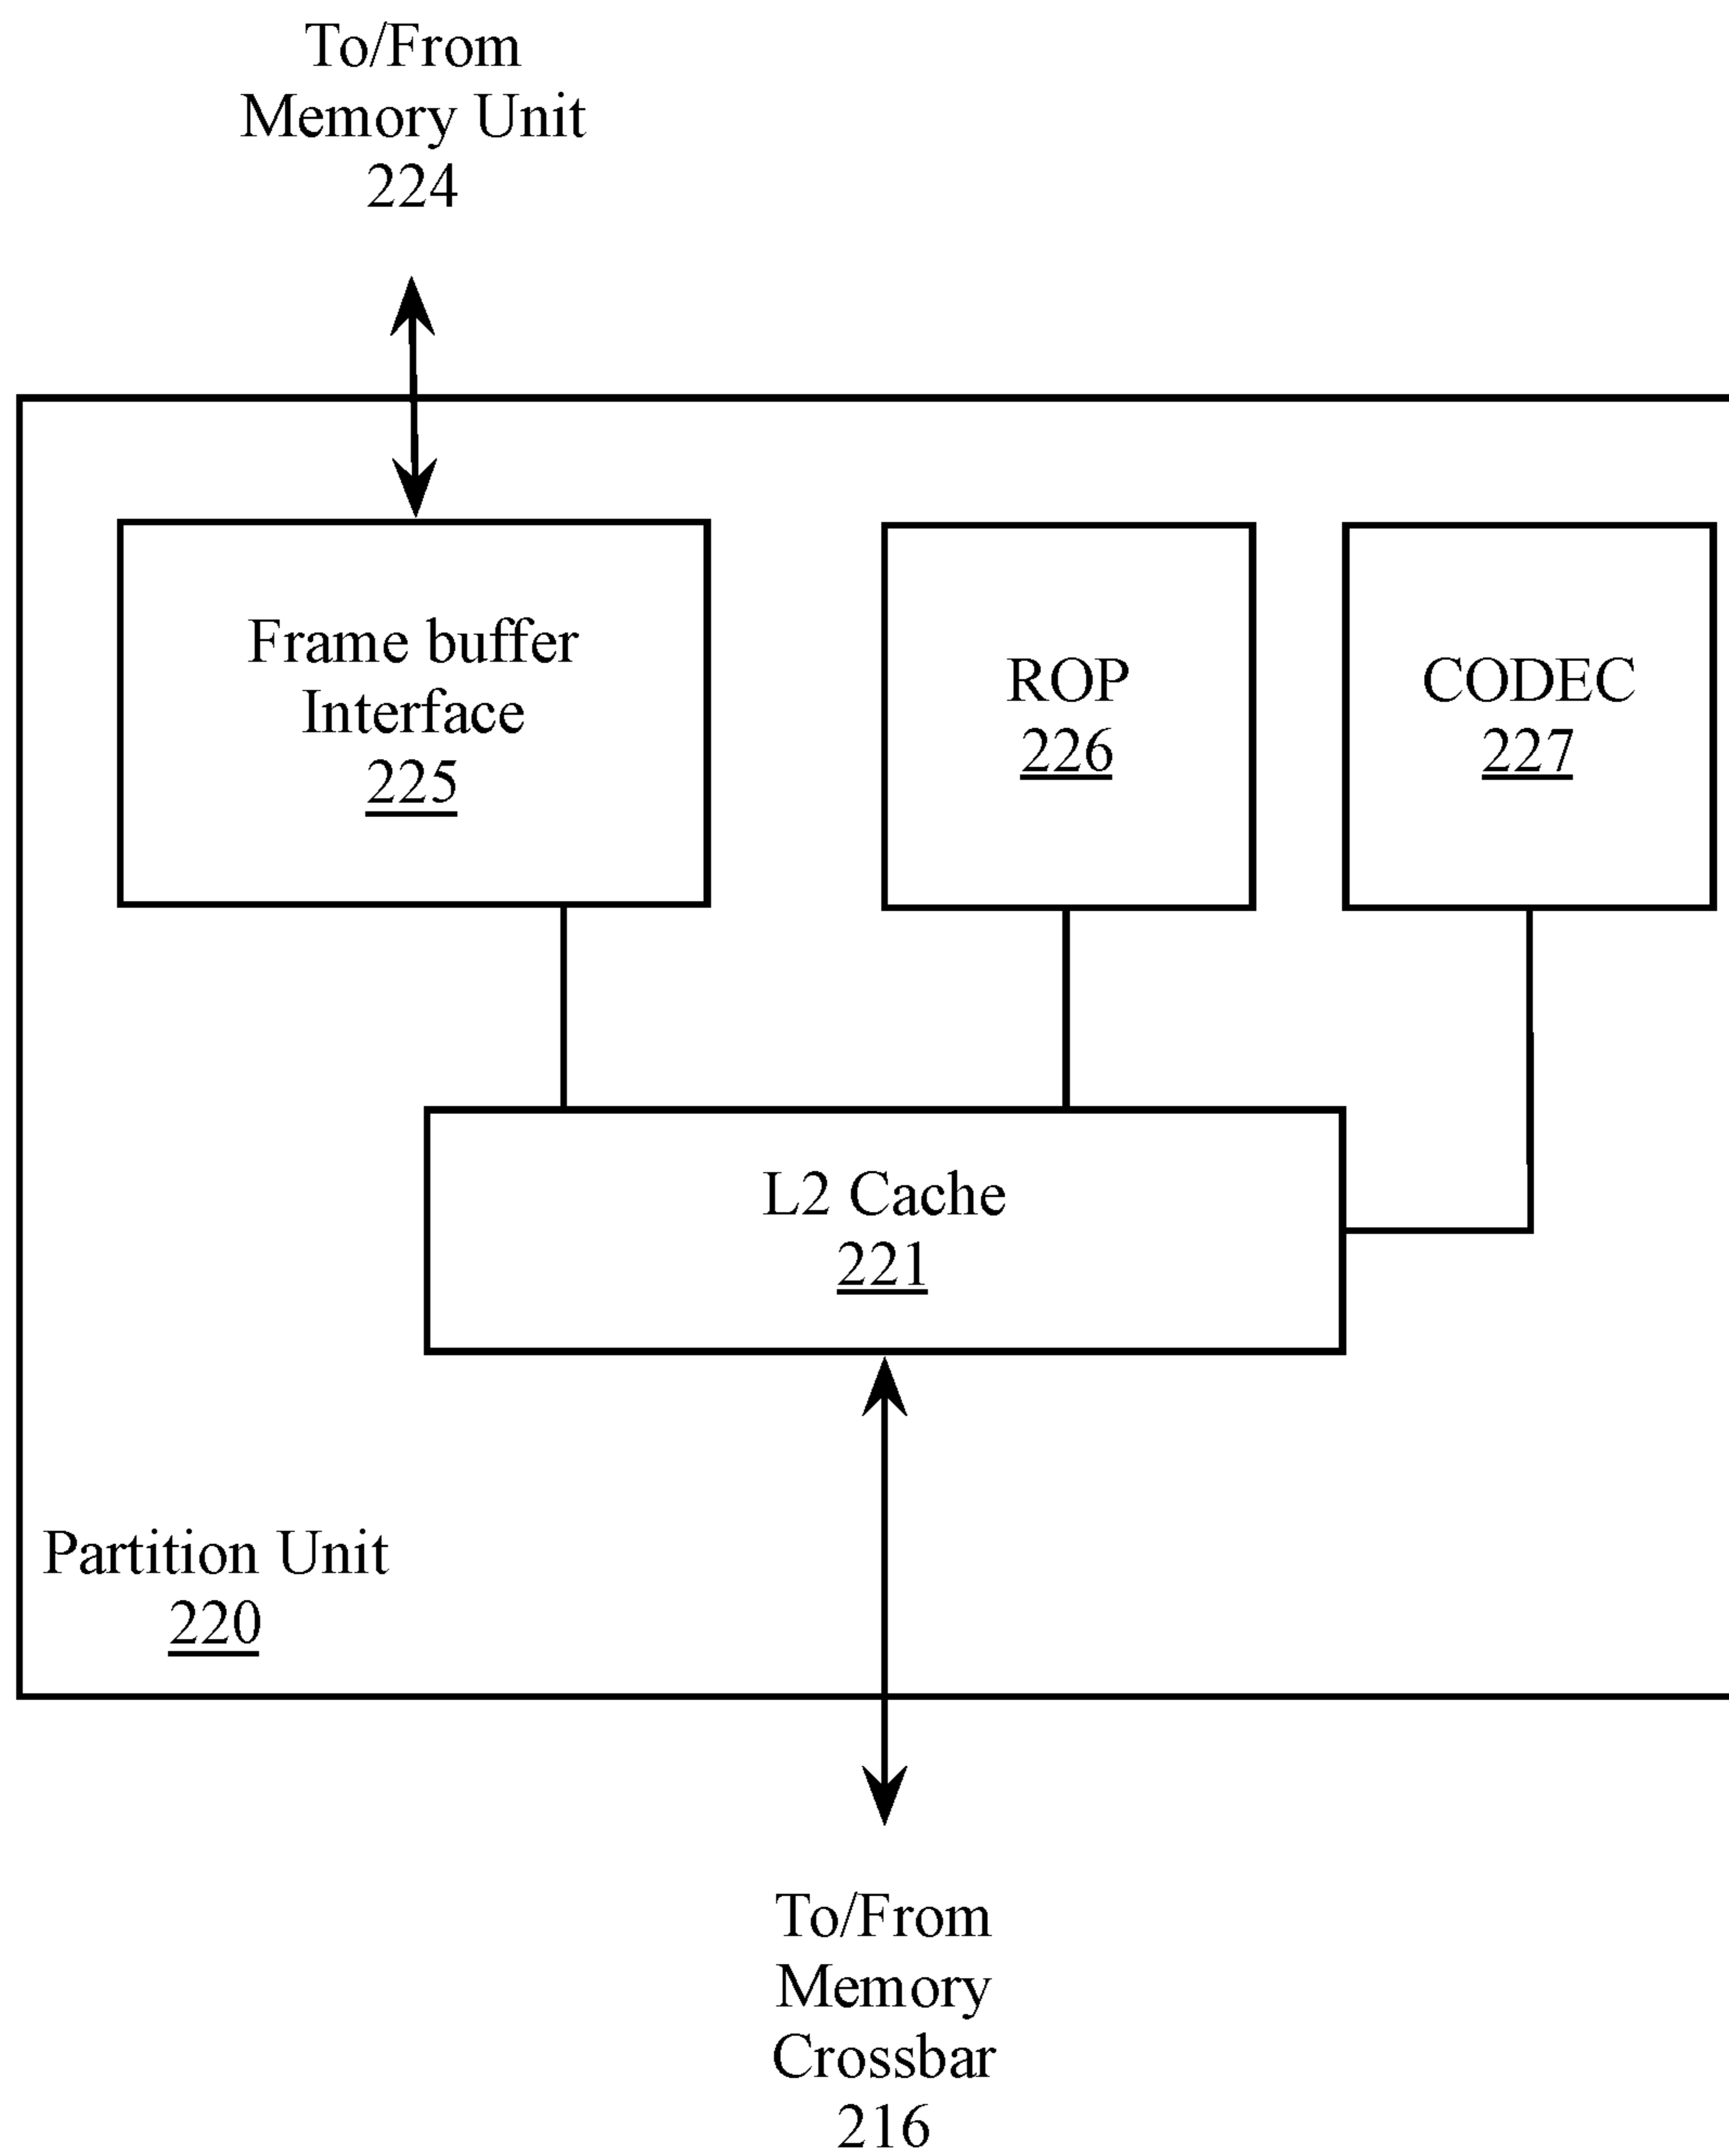 To/From
Memory Unit
224
Frame buffer
Interface
225
ROP
226
CODEC
227
L2 Cache
221
Partition Unit
220
To/From
Memory
Crossbar
216